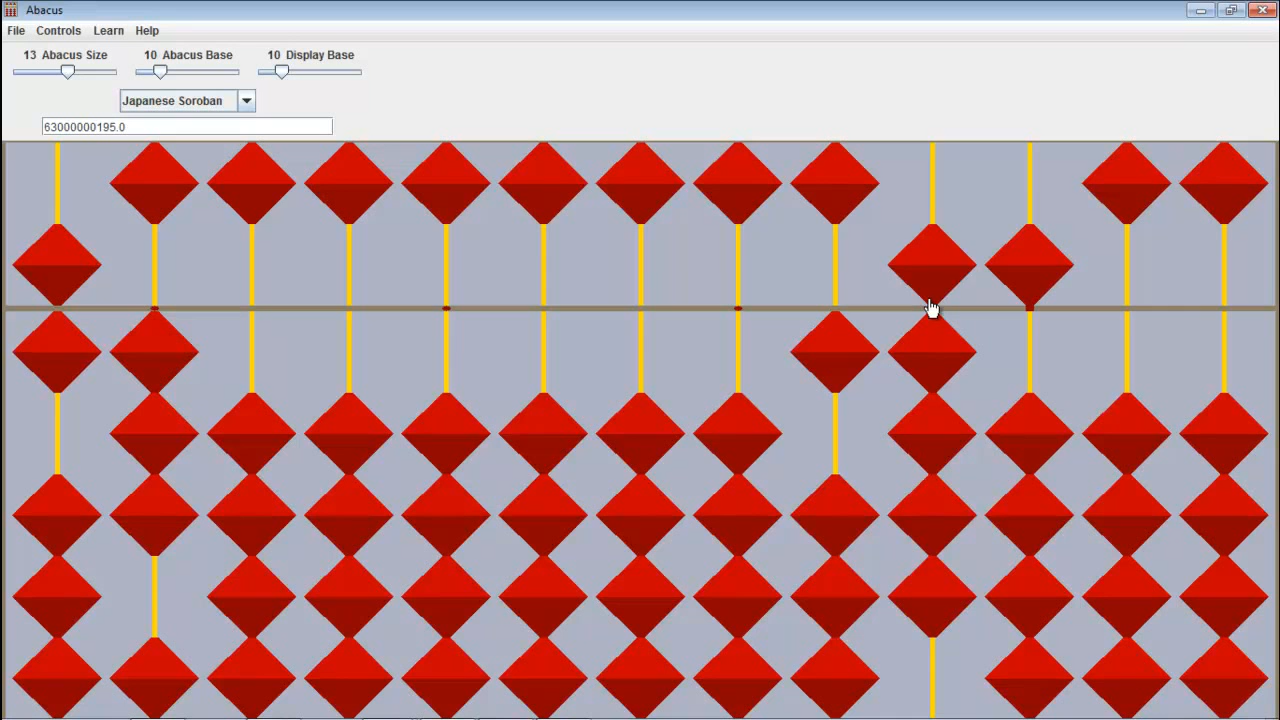 Abacus
File Controls Learn Help
13 Abacus Size 10 Abacus Base 10 Display Base
Japanese Soroban
63000000195.0